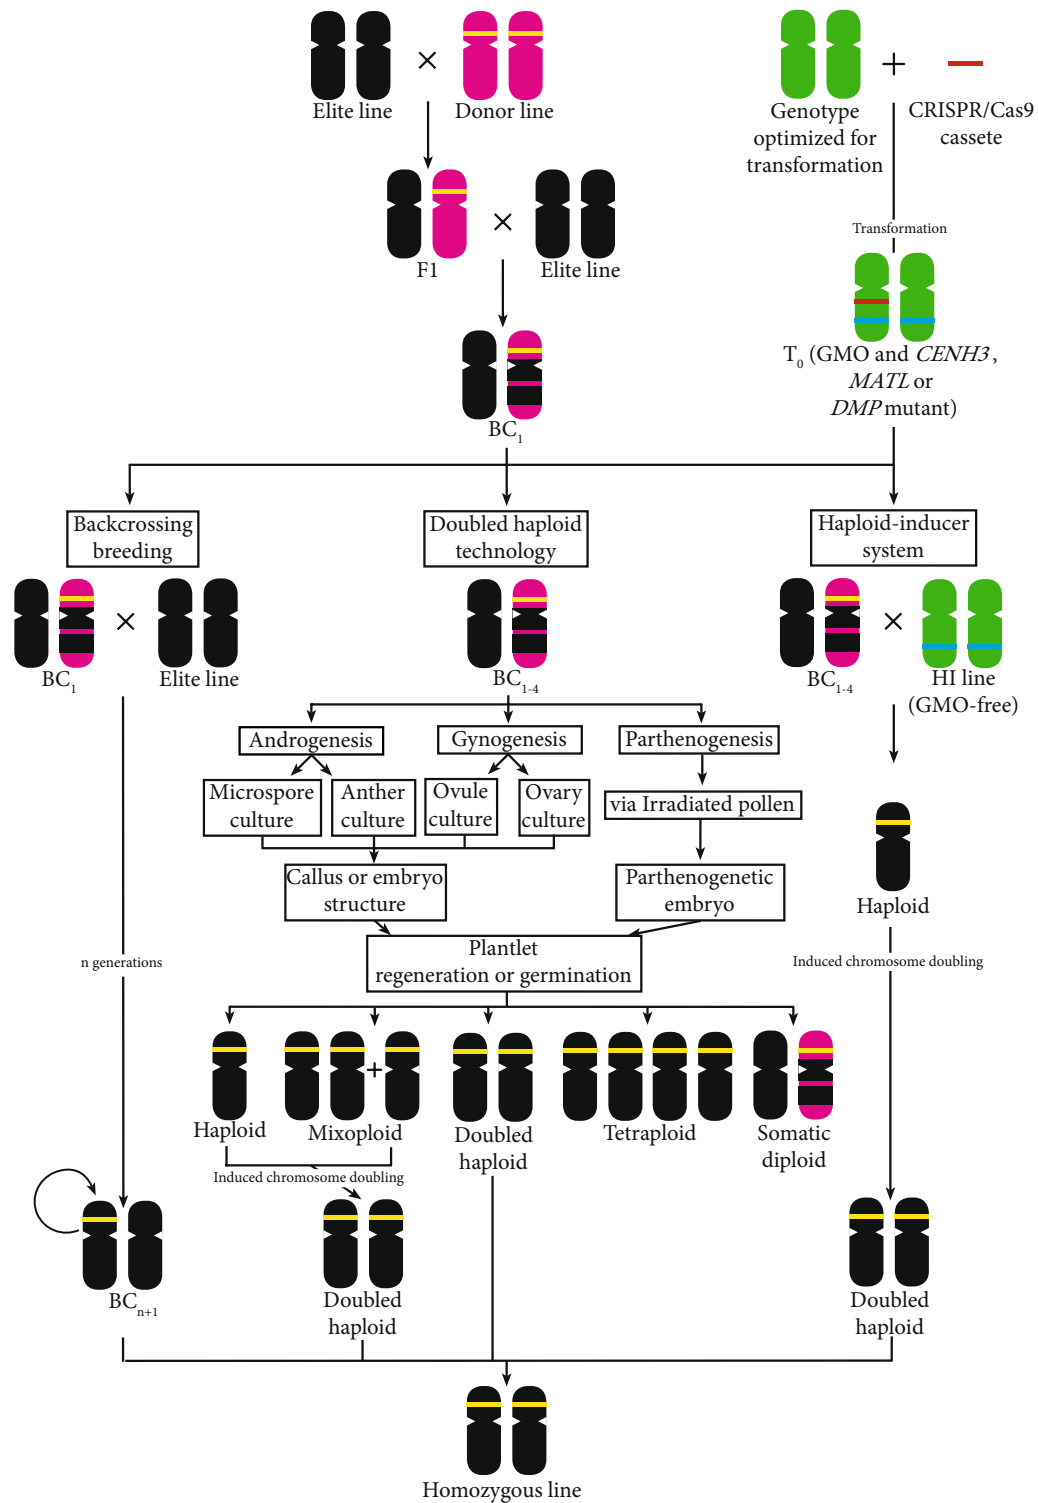 Elite line
Donor line
Genotype
optimized for
transformation
+
CRISPR/Cas9
cassete
×
F1
×
Elite line
Transformation
BC1
T0 (GMO and CENH3,
MATL or
DMP mutant)
Backcrossing
breeding
Doubled haploid
technology
Haploid-inducer
system
BC1
×
Elite line
BC1-4
BC1-4
×
HI line
(GMO-free)
Androgenesis
Gynogenesis
Parthenogenesis
Microspore
culture
Anther
culture
Ovule
culture
Ovary
culture
via Irradiated pollen
Callus or embryo
structure
Parthenogenetic
embryo
Haploid
Plantlet
regeneration or germination
n generations
Induced chromosome doubling
Haploid
+
Mixoploid
Doubled
haploid
Tetraploid
Somatic
diploid
Induced chromosome doubling
BCn+1
Doubled
haploid
Doubled
haploid
Homozygous line